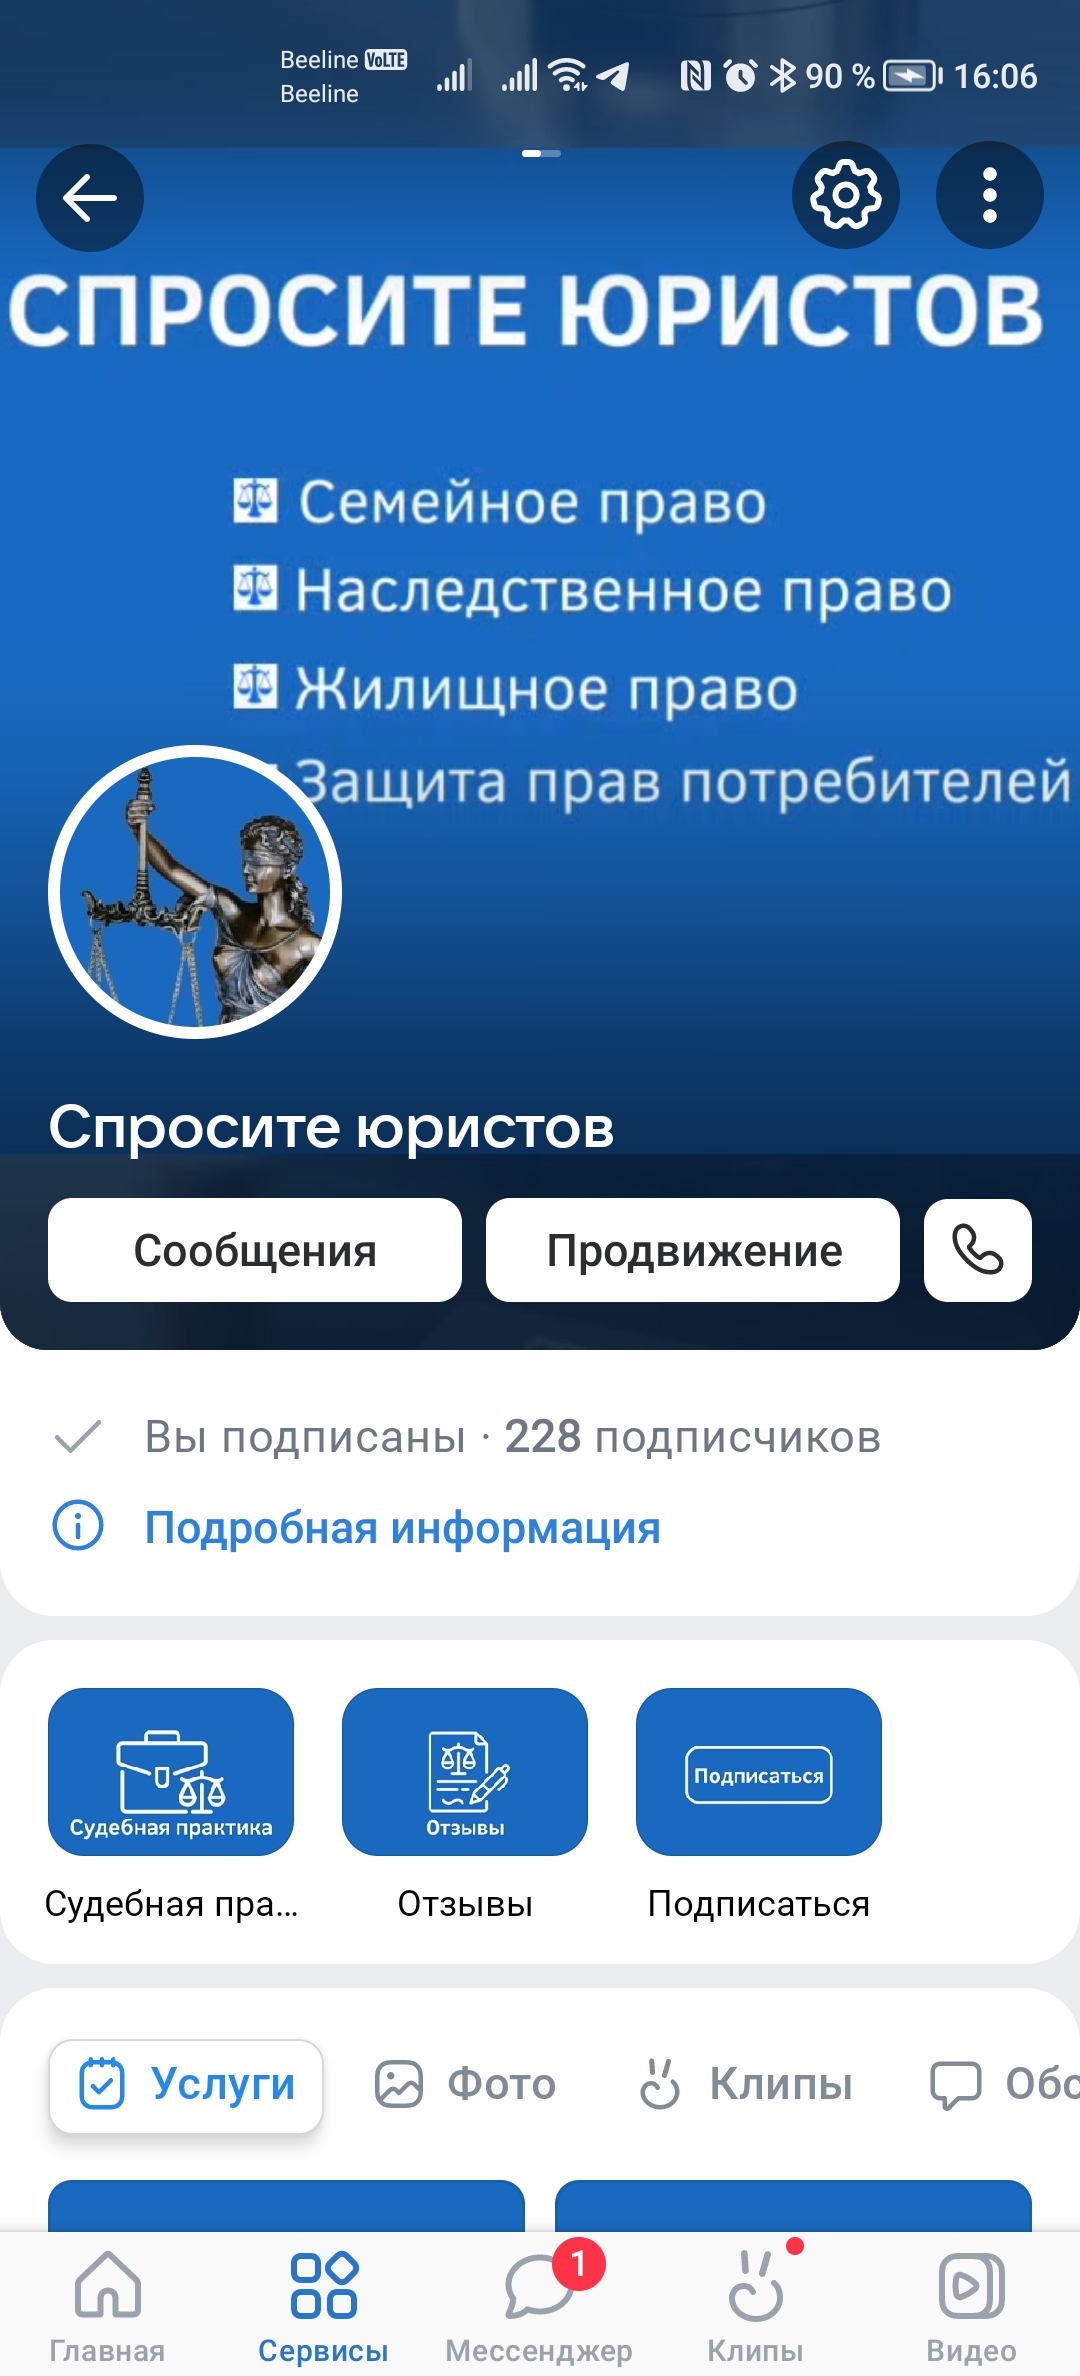 Beeline VoLTE
Beeline
90 % 16:06
СПРОСИТЕ ЮРИСТОВ
Семейное право
Наследственное право
Жилищное право
Защита прав потребителей
Спросите юристов
Сообщения
Продвижение
Вы подписаны · 228 подписчиков
Подробная информация
Судебная практика
Отзывы
Подписаться
Судебная пра...
Отзывы
Подписаться
Услуги
Фото
Клипы
Обс
1
Главная
Сервисы
Мессенджер
Клипы
Видео